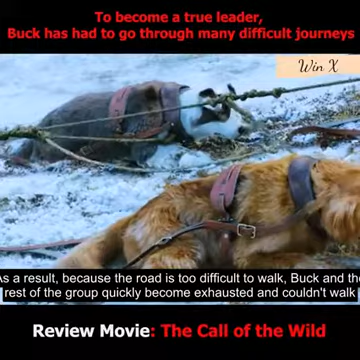 To become a true leader,
Buck has had to go through many difficult journeys
Win X
As a result, because the road is too difficult to walk, Buck and the
rest of the group quickly become exhausted and couldn't walk
Review Movie: The Call of the Wild